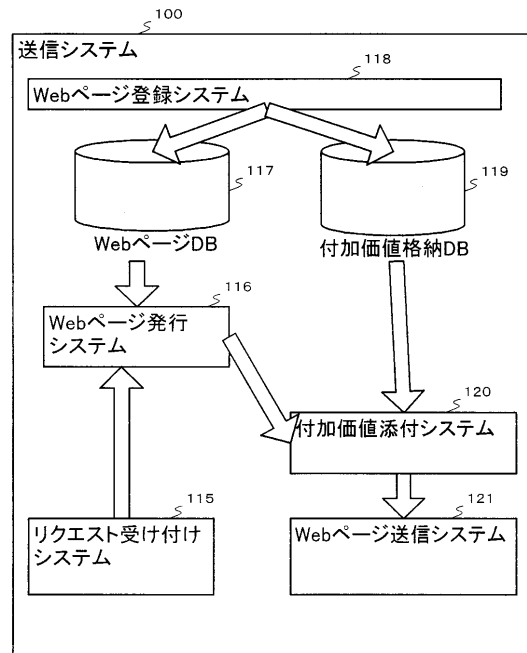 100
送信システム
118
Webページ登録システム
117
119
WebページDB
付加価値格納DB
116
Webページ発行
システム
120
付加価値添付システム
115
121
リクエスト受け付け
システム
Webページ送信システム